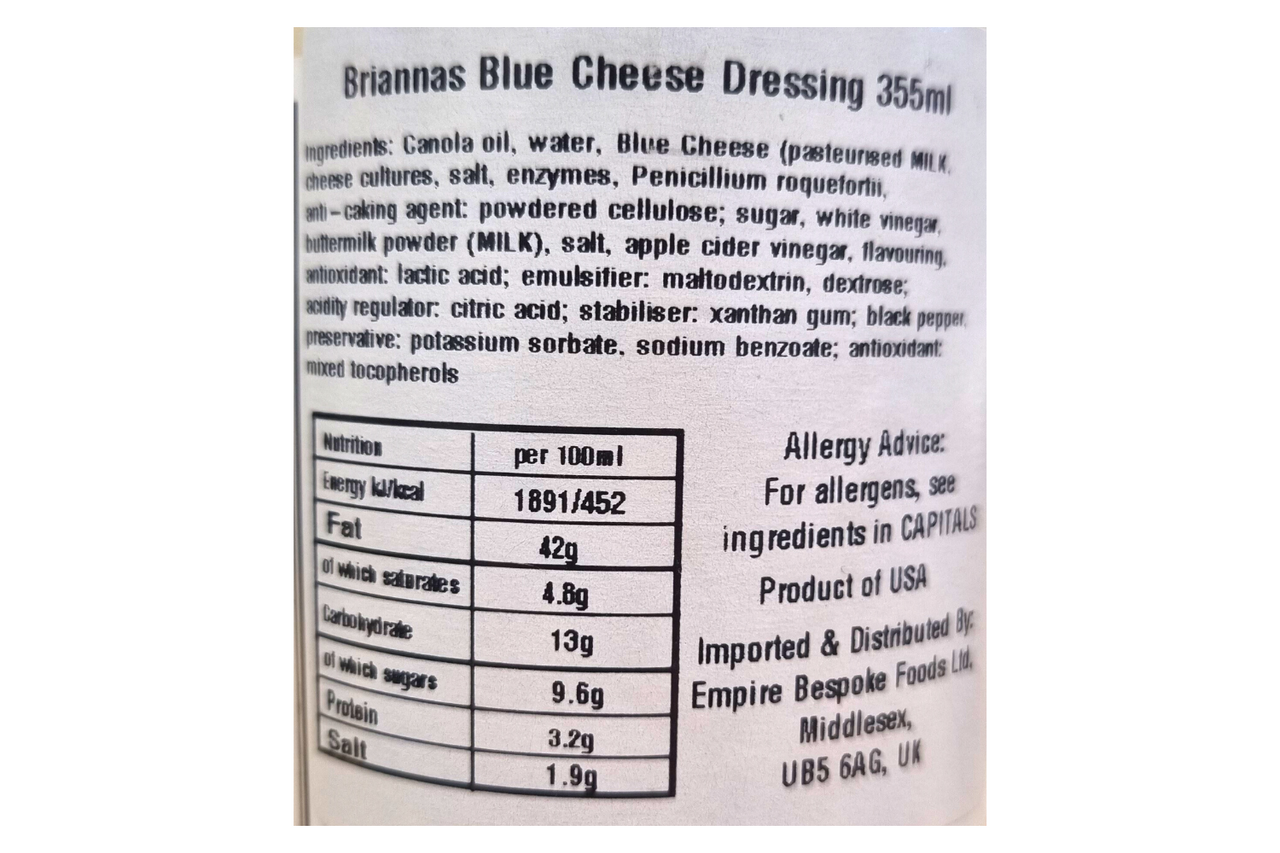 Briannas Blue Cheese Dressing 355ml
Ingredients: Canola oil, water, Blue Cheese (pasteurised MILK,
cheese cultures, salt, enzymes, Penicillium roquefortii,
anti-caking agent: powdered cellulose; sugar, white vinegar,
buttermilk powder (MILK), salt, apple cider vinegar, flavouring,
antioxidant: lactic acid; emulsifier: maltodextrin, dextrose;
acidity regulator: citric acid; stabiliser: xanthan gum; black pepper,
preservative: potassium sorbate, sodium benzoate; antioxidant:
mixed tocopherols
Nutrition per 100ml
Energy kJ/kcal 1891/452
Fat 42g
of which saturates 4.8g
Carbohydrate 13g
of which sugars 9.6g
Protein 3.2g
Salt 1.9g
Allergy Advice:
For allergens, see
ingredients in CAPITALS
Product of USA
Imported & Distributed By:
Empire Bespoke Foods Ltd,
Middlesex,
UB5 6AG, UK